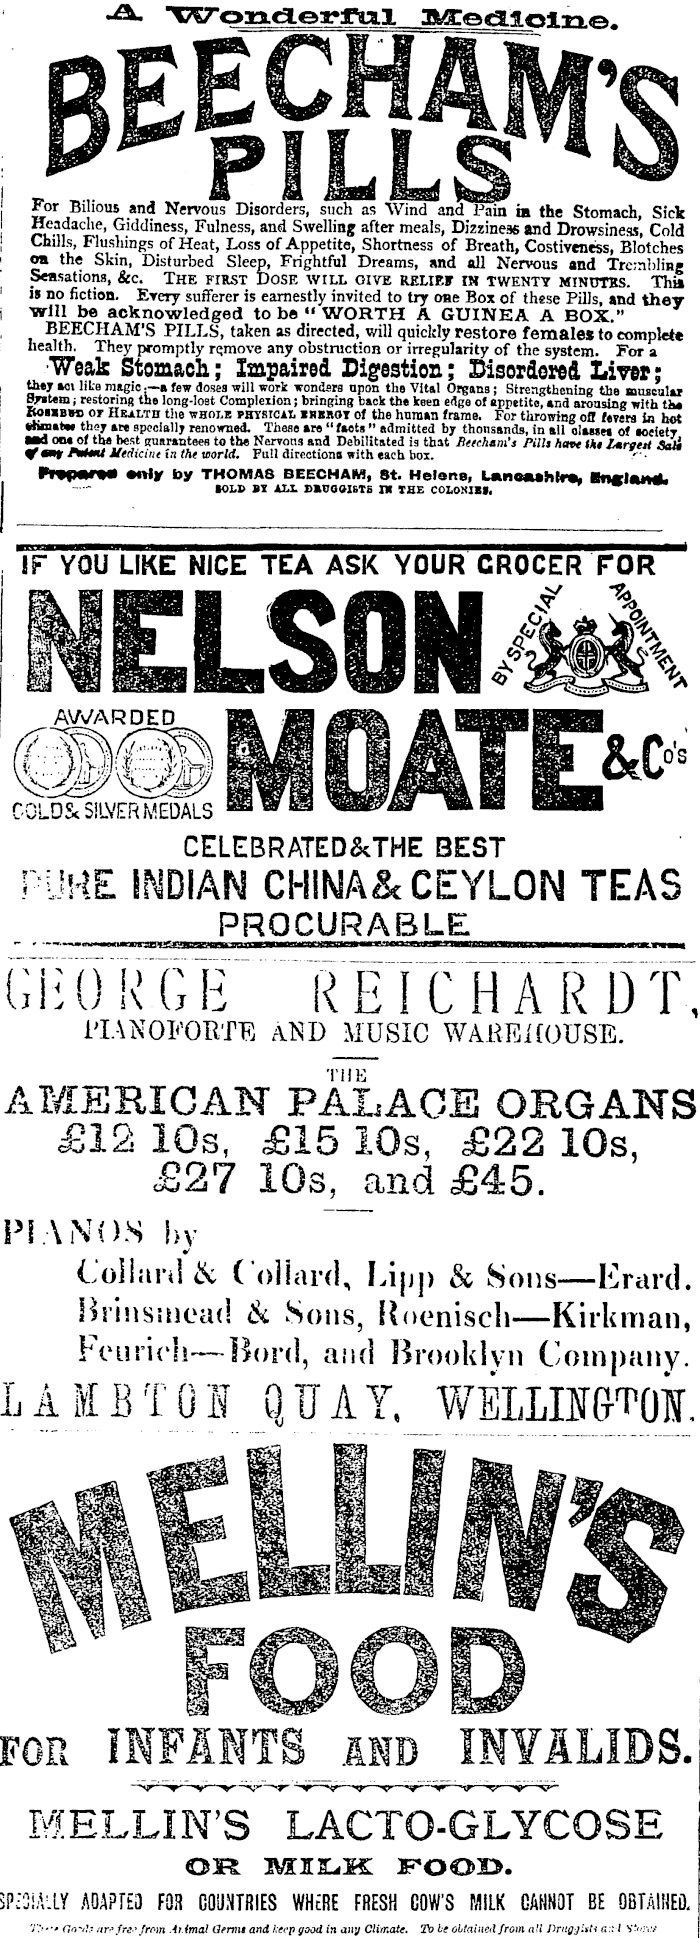 A Wonderful Medicine.
BEECHAM'S
PILLS
For Bilious and Nervous Disorders, such as Wind and Pain in the Stomach, Sick
Headache, Giddiness, Fulness, and Swelling after meals, Dizziness and Drowsiness, Cold
Chills, Flushings of Heat, Loss of Appetite, Shortness of Breath, Costiveness, Blotches
on the Skin, Disturbed Sleep, Frightful Dreams, and all Nervous and Trembling
Sensations, &c. THE FIRST DOSE WILL GIVE RELIEF IN TWENTY MINUTES. This
is no fiction. Every sufferer is earnestly invited to try one Box of these Pills, and they
will be acknowledged to be "WORTH A GUINEA A BOX."
BEECHAM'S PILLS, taken as directed, will quickly restore females to complete
health. They promptly remove any obstruction or irregularity of the system. For a
Weak Stomach; Impaired Digestion; Disordered Liver;
they act like magic,—a few doses will work wonders upon the Vital Organs; Strengthening the muscular
System; restoring the long-lost Complexion; bringing back the keen edge of appetite, and arousing with the
ROSEBUD OF HEALTH the WHOLE PHYSICAL ENERGY of the human frame. For throwing off fevers in hot
climates they are specially renowned. These are "facts" admitted by thousands, in all classes of society,
and one of the best guarantees to the Nervous and Debilitated is that Beecham's Pills have the Largest Sale
of any Patent Medicine in the world. Full directions with each box.
Prepared only by THOMAS BEECHAM, St. Helens, Lancashire, England.
SOLD BY ALL DRUGGISTS IN THE COLONIES.
IF YOU LIKE NICE TEA ASK YOUR GROCER FOR
NELSON
BY SPECIAL APPOINTMENT
AWARDED
MOATE & Co's
GOLD & SILVER MEDALS
CELEBRATED & THE BEST
PURE INDIAN CHINA & CEYLON TEAS
PROCURABLE
GEORGE REICHARDT,
PIANOFORTE AND MUSIC WAREHOUSE.
THE
AMERICAN PALACE ORGANS
£12 10s, £15 10s, £22 10s,
£27 10s, and £45.
PIANOS by
Collard & Collard, Lipp & Sons—Erard.
Brinsmead & Sons, Roenisch—Kirkman,
Feurich—Bord, and Brooklyn Company.
LAMBTON QUAY, WELLINGTON.
MELLIN'S
FOOD
FOR INFANTS AND INVALIDS.
MELLIN'S LACTO-GLYCOSE
OR MILK FOOD.
SPECIALLY ADAPTED FOR COUNTRIES WHERE FRESH COW'S MILK CANNOT BE OBTAINED.
These Goods are free from Animal Germs and keep good in any Climate. To be obtained from all Druggists and Stores